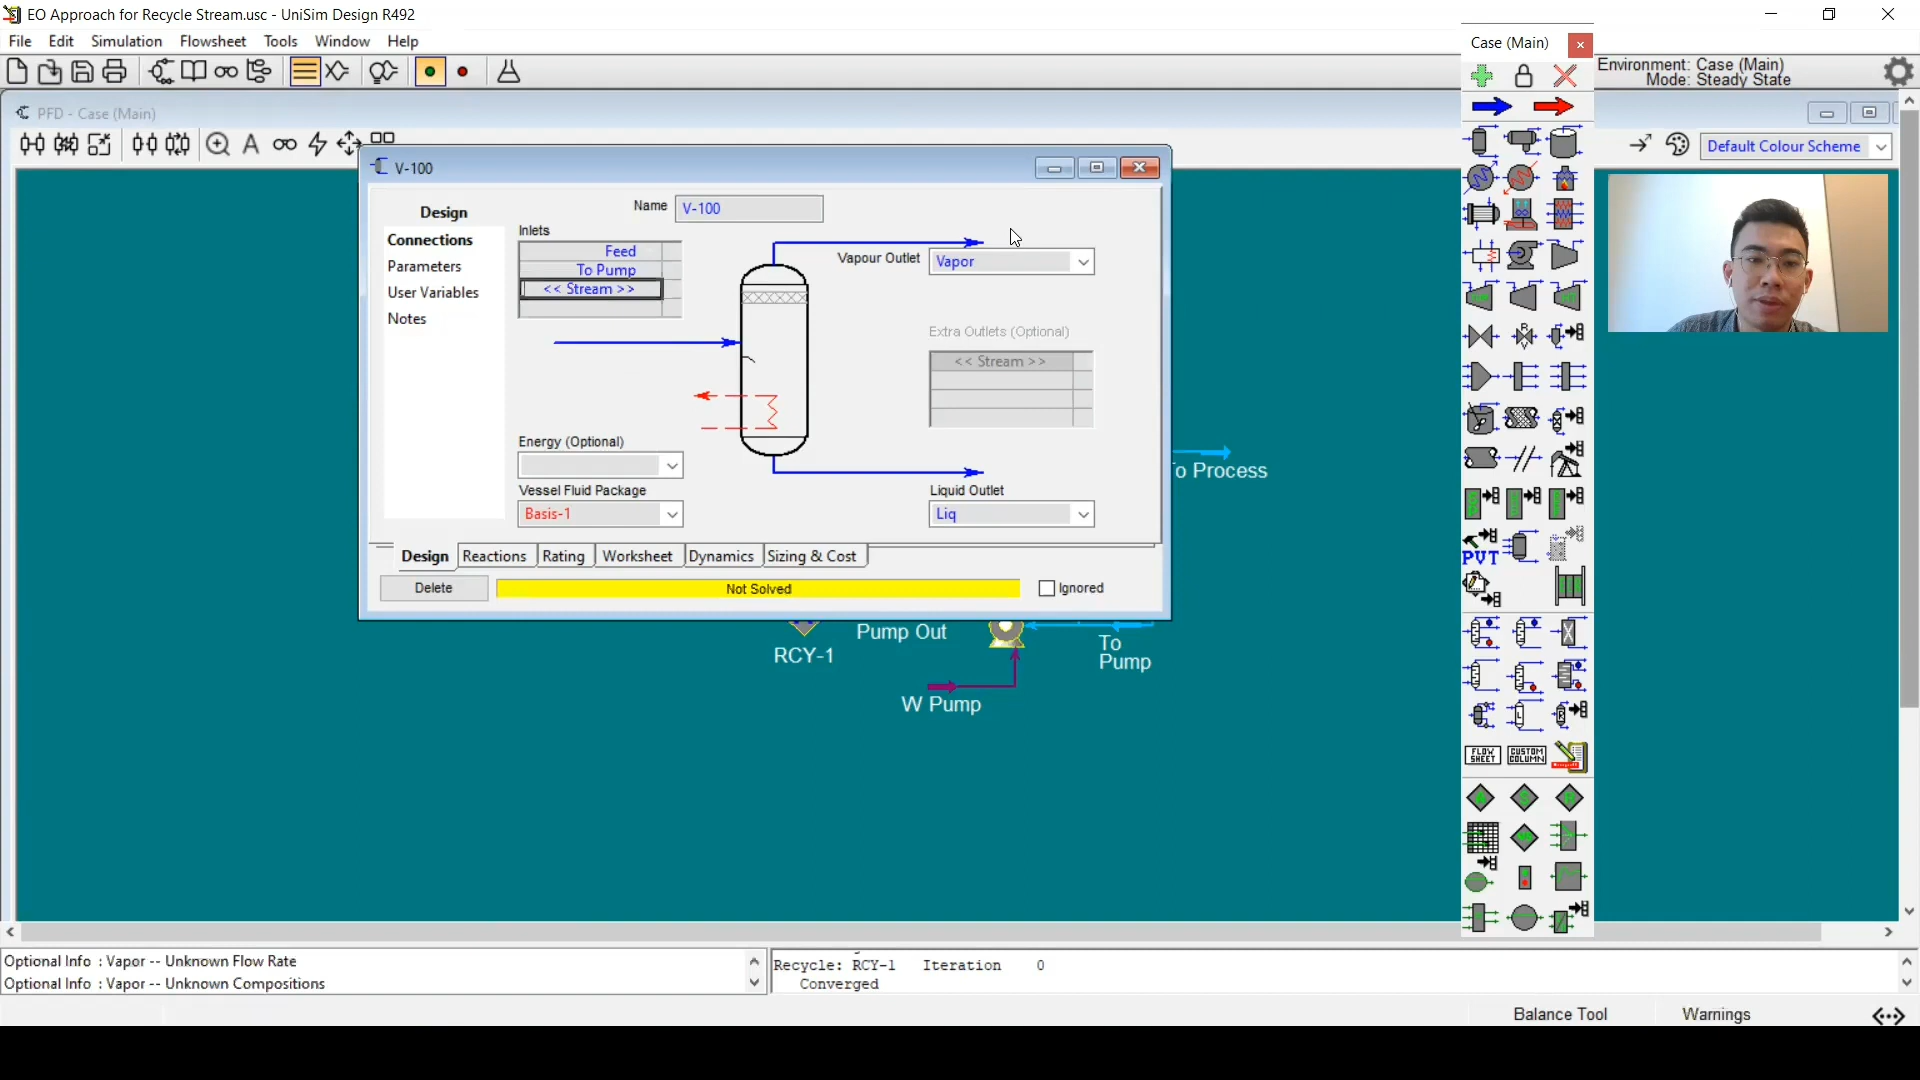 EO Approach for Recycle Stream.usc - UniSim Design R492
File Edit Simulation Flowsheet Tools Window Help
Case (Main)
Environment: Case (Main)
Mode: Steady State
PFD - Case (Main)
Default Colour Scheme
V-100
Design
Connections
Parameters
User Variables
Notes
Name V-100
Inlets
Feed
To Pump
<< Stream >>
Vapour Outlet Vapor
Extra Outlets (Optional)
<< Stream >>
Energy (Optional)
Vessel Fluid Package
Basis-1
Liquid Outlet
Liq
Design Reactions Rating Worksheet Dynamics Sizing & Cost
Delete Not Solved Ignored
To Process
RCY-1
Pump Out
To
Pump
W Pump
PVT
FLOW
SHEET
CUSTOM
COLUMN
Optional Info : Vapor -- Unknown Flow Rate
Optional Info : Vapor -- Unknown Compositions
Recycle: RCY-1 Iteration 0
Converged
Balance Tool Warnings